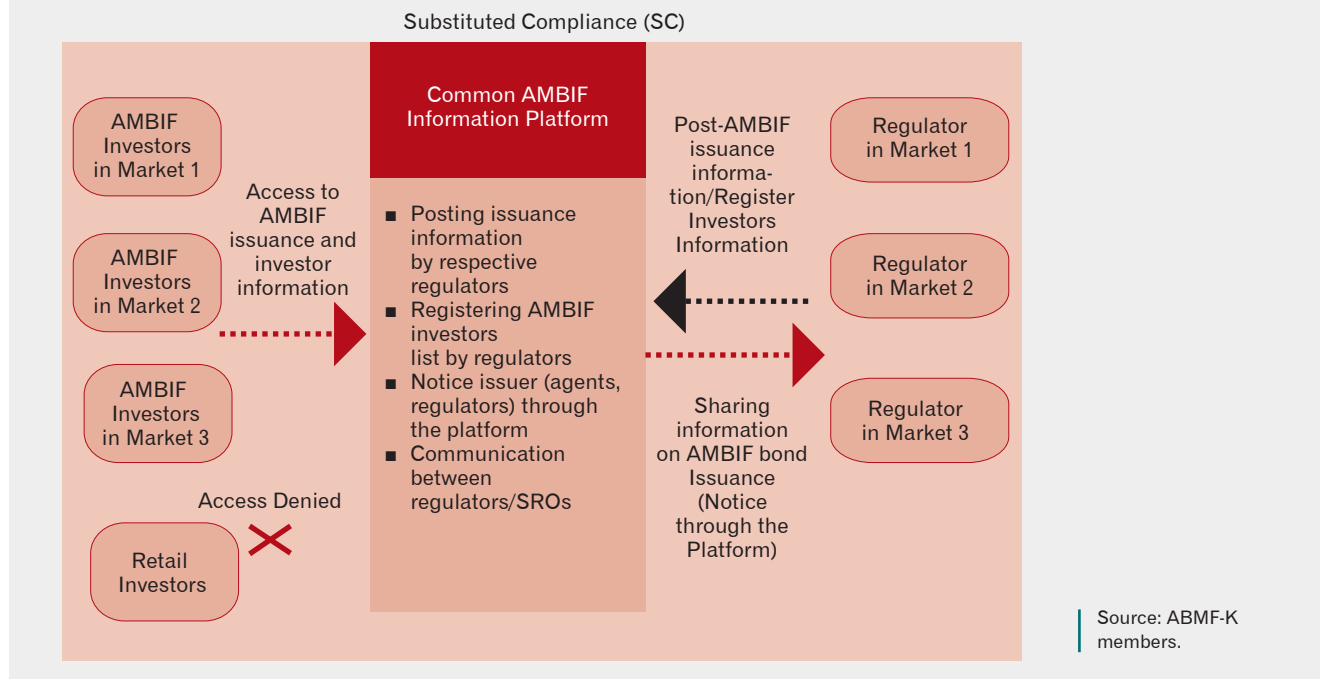 Substituted Compliance (SC)
AMBIF
Investors
in Market 1
AMBIF
Investors
in Market 2
AMBIF
Investors
in Market 3
Access to
AMBIF
issuance and
investor
information
Access Denied
Retail
Investors
Common AMBIF
Information Platform
■ Posting issuance
information
by respective
regulators
■ Registering AMBIF
investors
list by regulators
■ Notice issuer (agents,
regulators) through
the platform
■ Communication
between
regulators/SROs
Post-AMBIF
issuance
informa-
tion/Register
Investors
Information
Sharing
information
on AMBIF bond
Issuance
(Notice
through the
Platform)
Regulator
in Market 1
Regulator
in Market 2
Regulator
in Market 3
Source: ABMF-K
members.